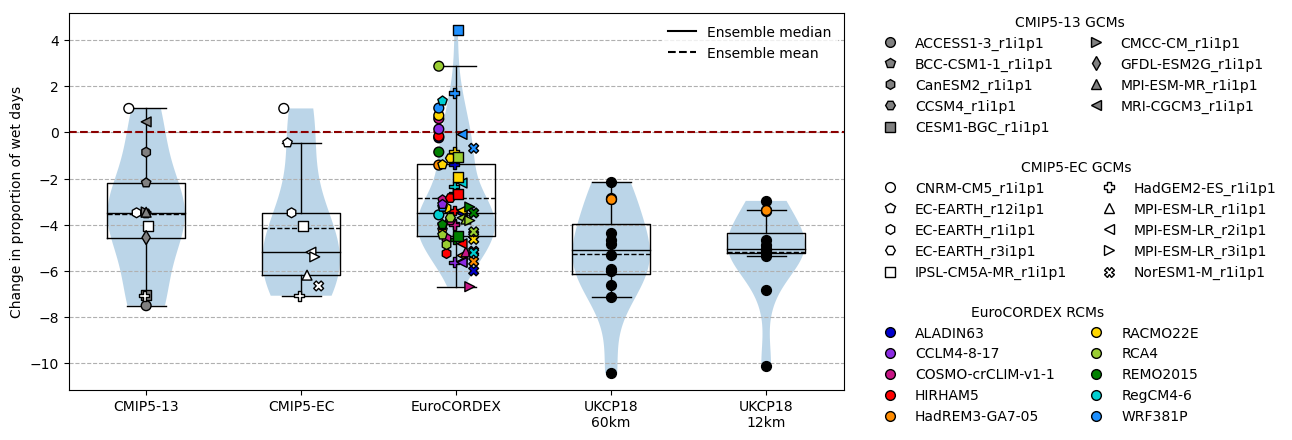 Change in proportion of wet days
4
2
0
−2
−4
−6
−8
−10
Ensemble median
Ensemble mean
CMIP5-13
CMIP5-EC
EuroCORDEX
UKCP18
60km
UKCP18
12km
CMIP5-13 GCMs
ACCESS1-3_r1i1p1
BCC-CSM1-1_r1i1p1
CanESM2_r1i1p1
CCSM4_r1i1p1
CESM1-BGC_r1i1p1
CMCC-CM_r1i1p1
GFDL-ESM2G_r1i1p1
MPI-ESM-MR_r1i1p1
MRI-CGCM3_r1i1p1
CMIP5-EC GCMs
CNRM-CM5_r1i1p1
EC-EARTH_r12i1p1
EC-EARTH_r1i1p1
EC-EARTH_r3i1p1
IPSL-CM5A-MR_r1i1p1
HadGEM2-ES_r1i1p1
MPI-ESM-LR_r1i1p1
MPI-ESM-LR_r2i1p1
MPI-ESM-LR_r3i1p1
NorESM1-M_r1i1p1
EuroCORDEX RCMs
ALADIN63
CCLM4-8-17
COSMO-crCLIM-v1-1
HIRHAM5
HadREM3-GA7-05
RACMO22E
RCA4
REMO2015
RegCM4-6
WRF381P